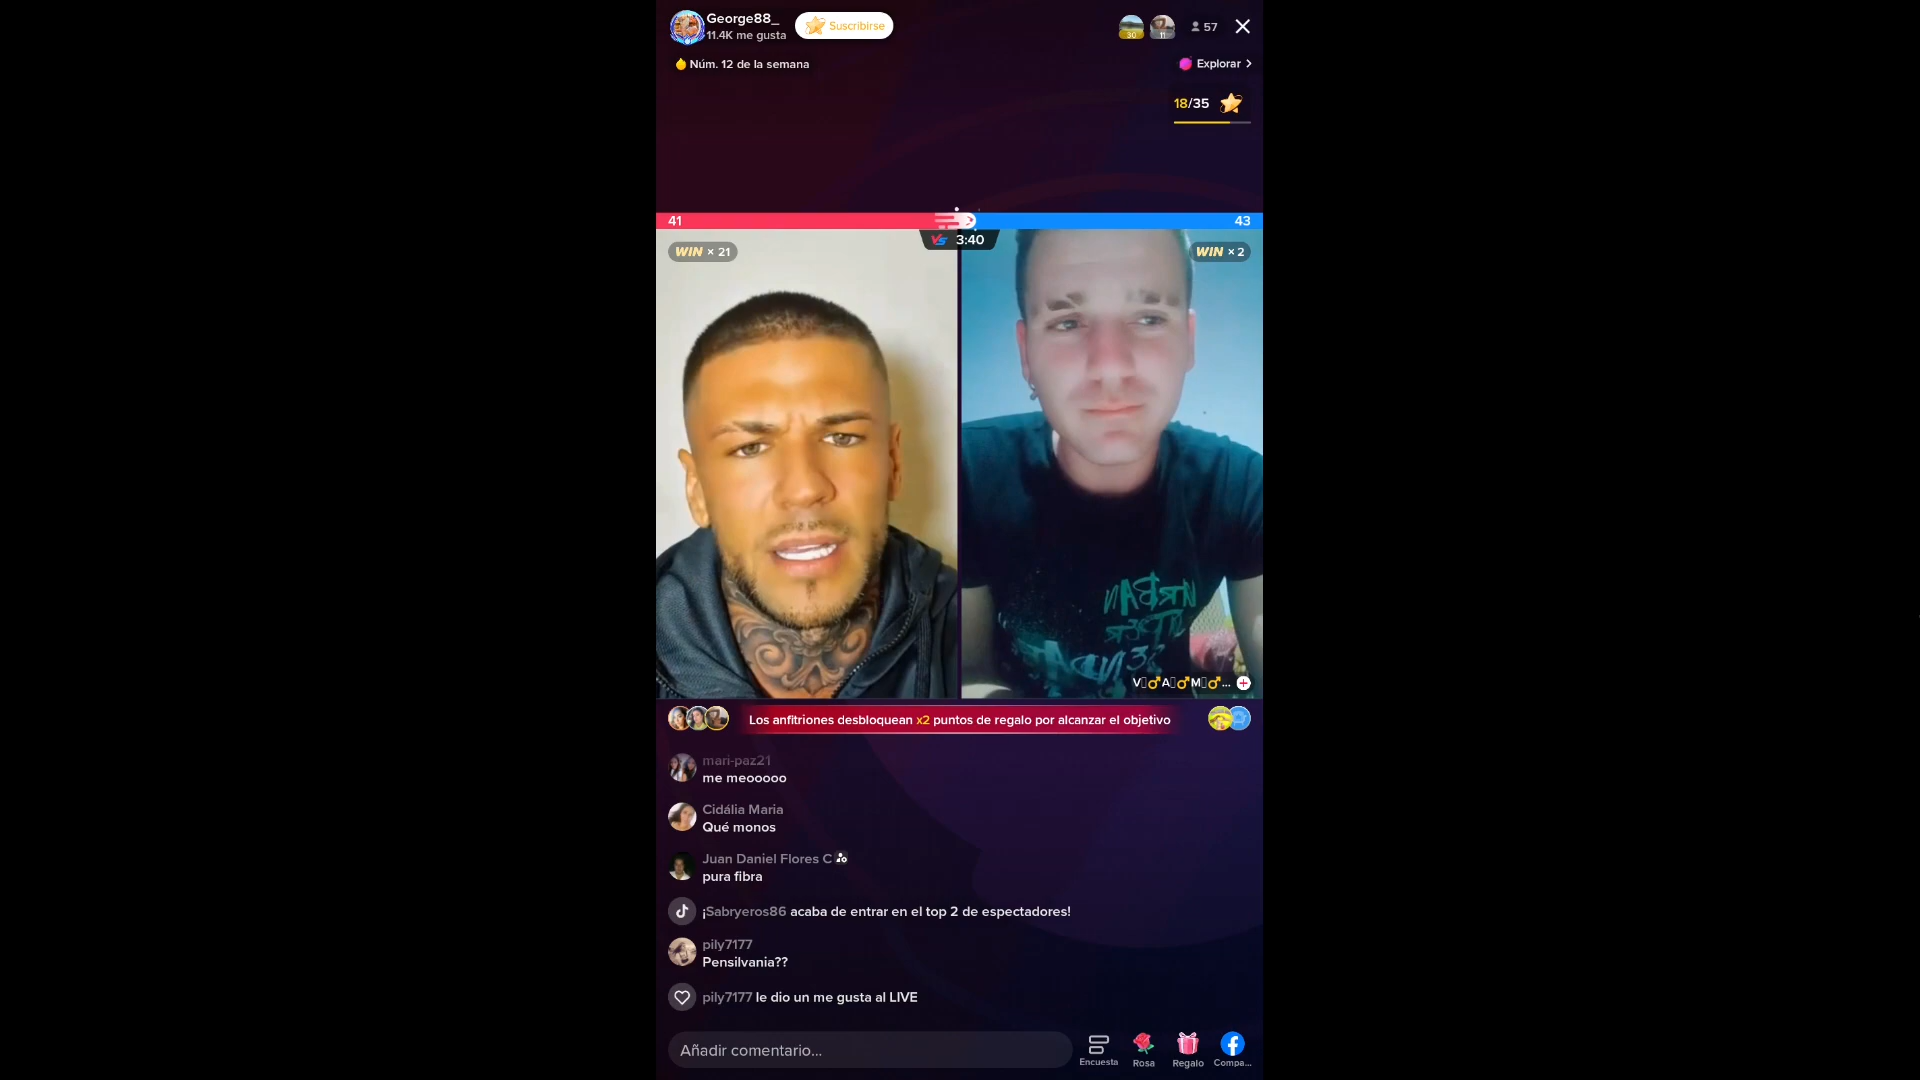 George88_
11.4K me gusta
Suscribirse
30
11
57
Núm. 12 de la semana
Explorar
18/35
41
43
VS 3:40
WIN × 21
WIN × 2
V A M ...
Los anfitriones desbloquean x2 puntos de regalo por alcanzar el objetivo
mari-paz21
me meooooo
Cidália Maria
Qué monos
Juan Daniel Flores C
pura fibra
¡Sabryeros86 acaba de entrar en el top 2 de espectadores!
pily7177
Pensilvania??
pily7177 le dio un me gusta al LIVE
Añadir comentario...
Encuesta
Rosa
Regalo
Compa...